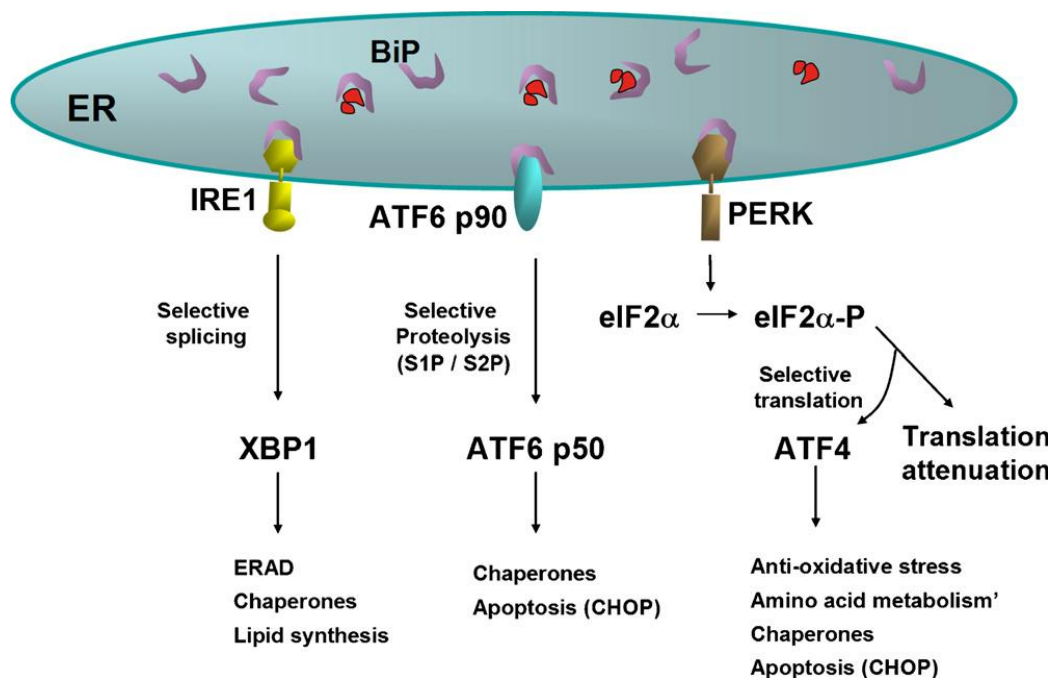 BiP
ER
IRE1
ATF6 p90
PERK
Selective
splicing
Selective
Proteolysis
(S1P / S2P)
eIF2α
eIF2α-P
Selective
translation
XBP1
ATF6 p50
ATF4
Translation
attenuation
ERAD
Chaperones
Lipid synthesis
Chaperones
Apoptosis (CHOP)
Anti-oxidative stress
Amino acid metabolism’
Chaperones
Apoptosis (CHOP)